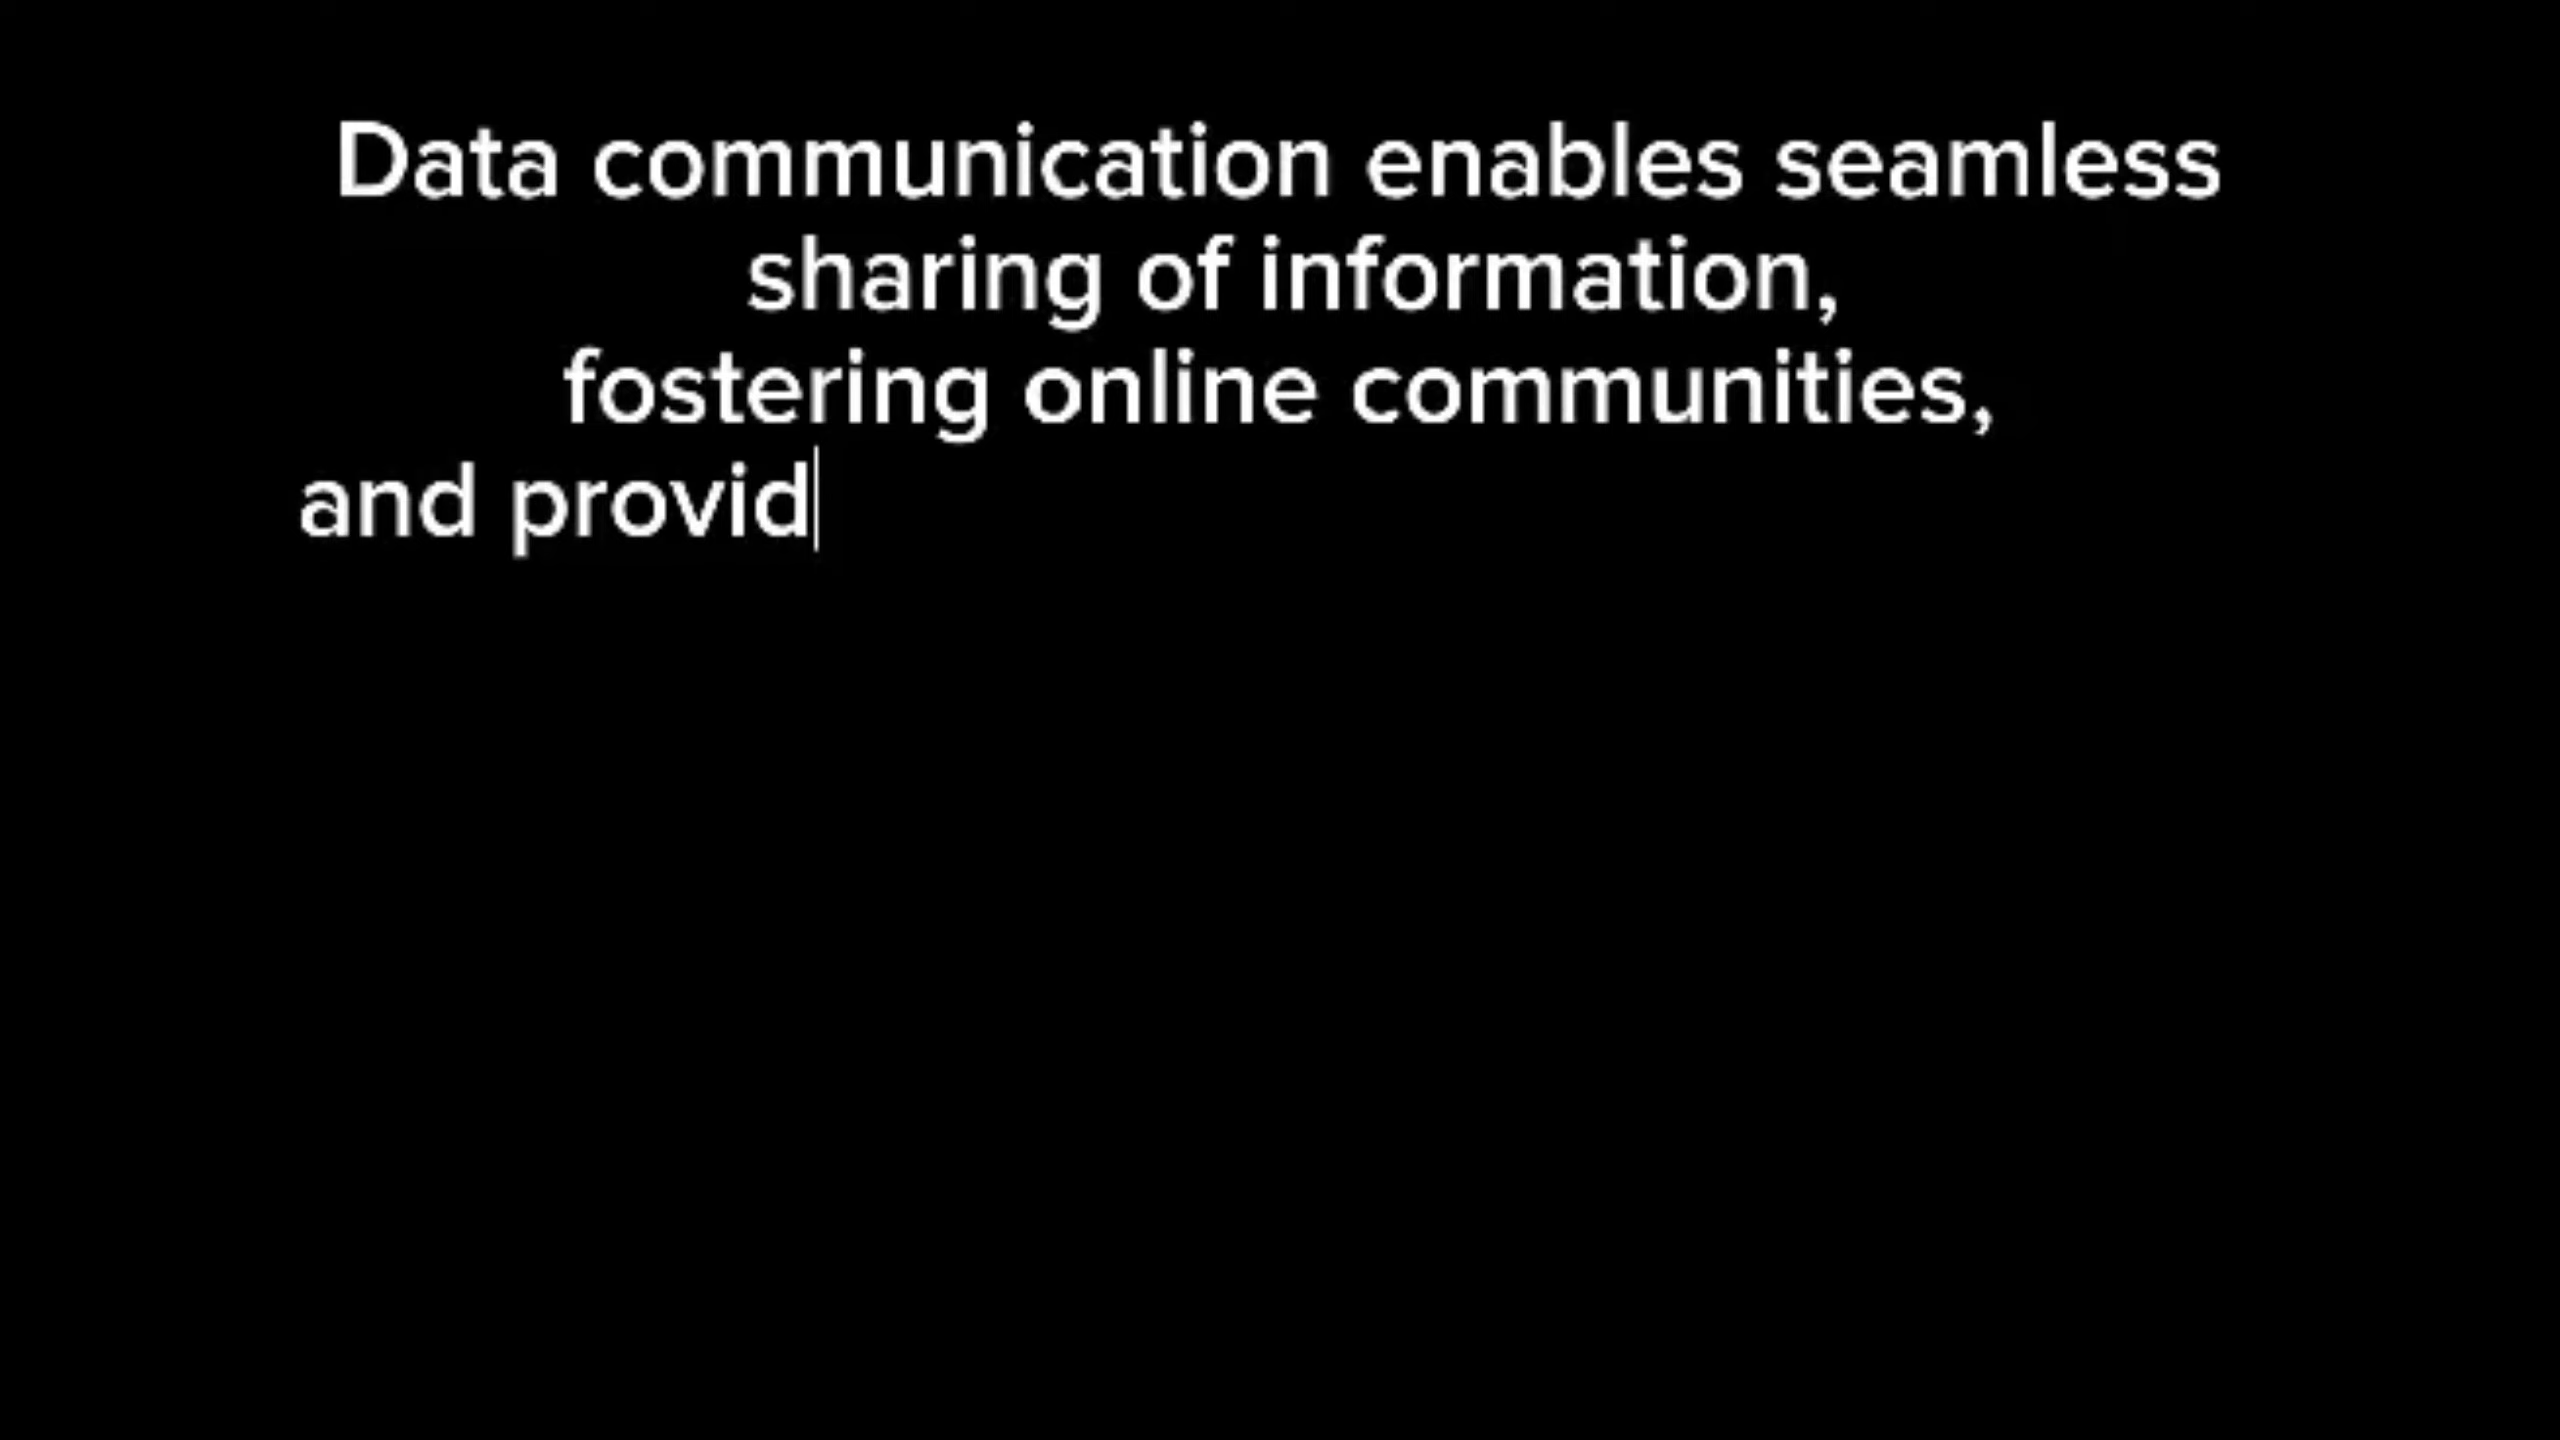 Data communication enables seamless
sharing of information,
fostering online communities,
and provid